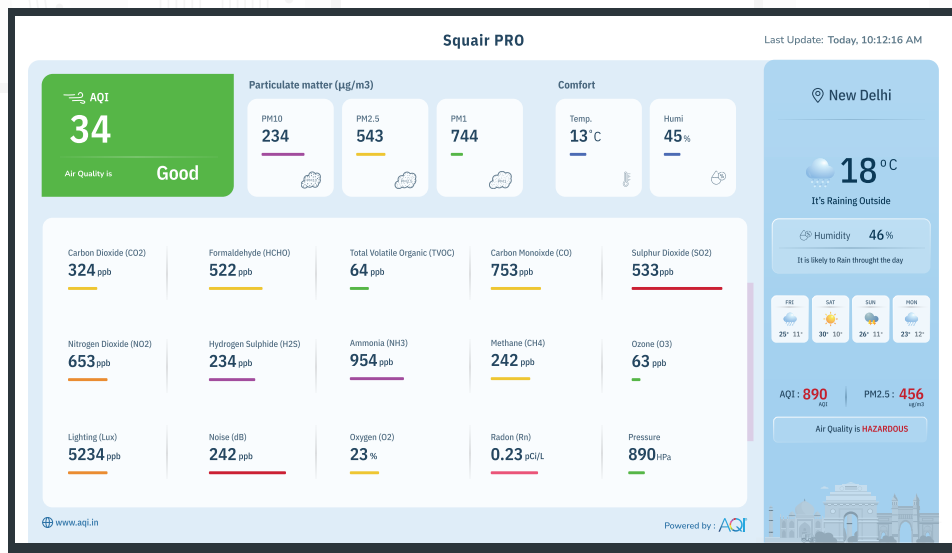 Squair PRO
Last Update: Today, 10:12:16 AM
AQI
34
Air Quality is Good
Particulate matter (µg/m3)
PM10
234
PM2.5
543
PM1
744
Comfort
Temp.
13°C
Humi
45%
Carbon Dioxide (CO2)
324 ppb
Formaldehyde (HCHO)
522 ppb
Total Volatile Organic (TVOC)
64 ppb
Carbon Monoixde (CO)
753 ppb
Sulphur Dioxide (SO2)
533 ppb
Nitrogen Dioxide (NO2)
653 ppb
Hydrogen Sulphide (H2S)
234 ppb
Ammonia (NH3)
954 ppb
Methane (CH4)
242 ppb
Ozone (O3)
63 ppb
Lighting (Lux)
5234 ppb
Noise (dB)
242 ppb
Oxygen (O2)
23 %
Radon (Rn)
0.23 pCi/L
Pressure
890 HPa
www.aqi.in
Powered by : AQI
New Delhi
18°C
It's Raining Outside
Humidity 46 %
It is likely to Rain throught the day
FRI
25° 11°
SAT
30° 10°
SUN
26° 11°
MON
23° 12°
AQI : 890
AQI
PM2.5 : 456
ug/m3
Air Quality is HAZARDOUS